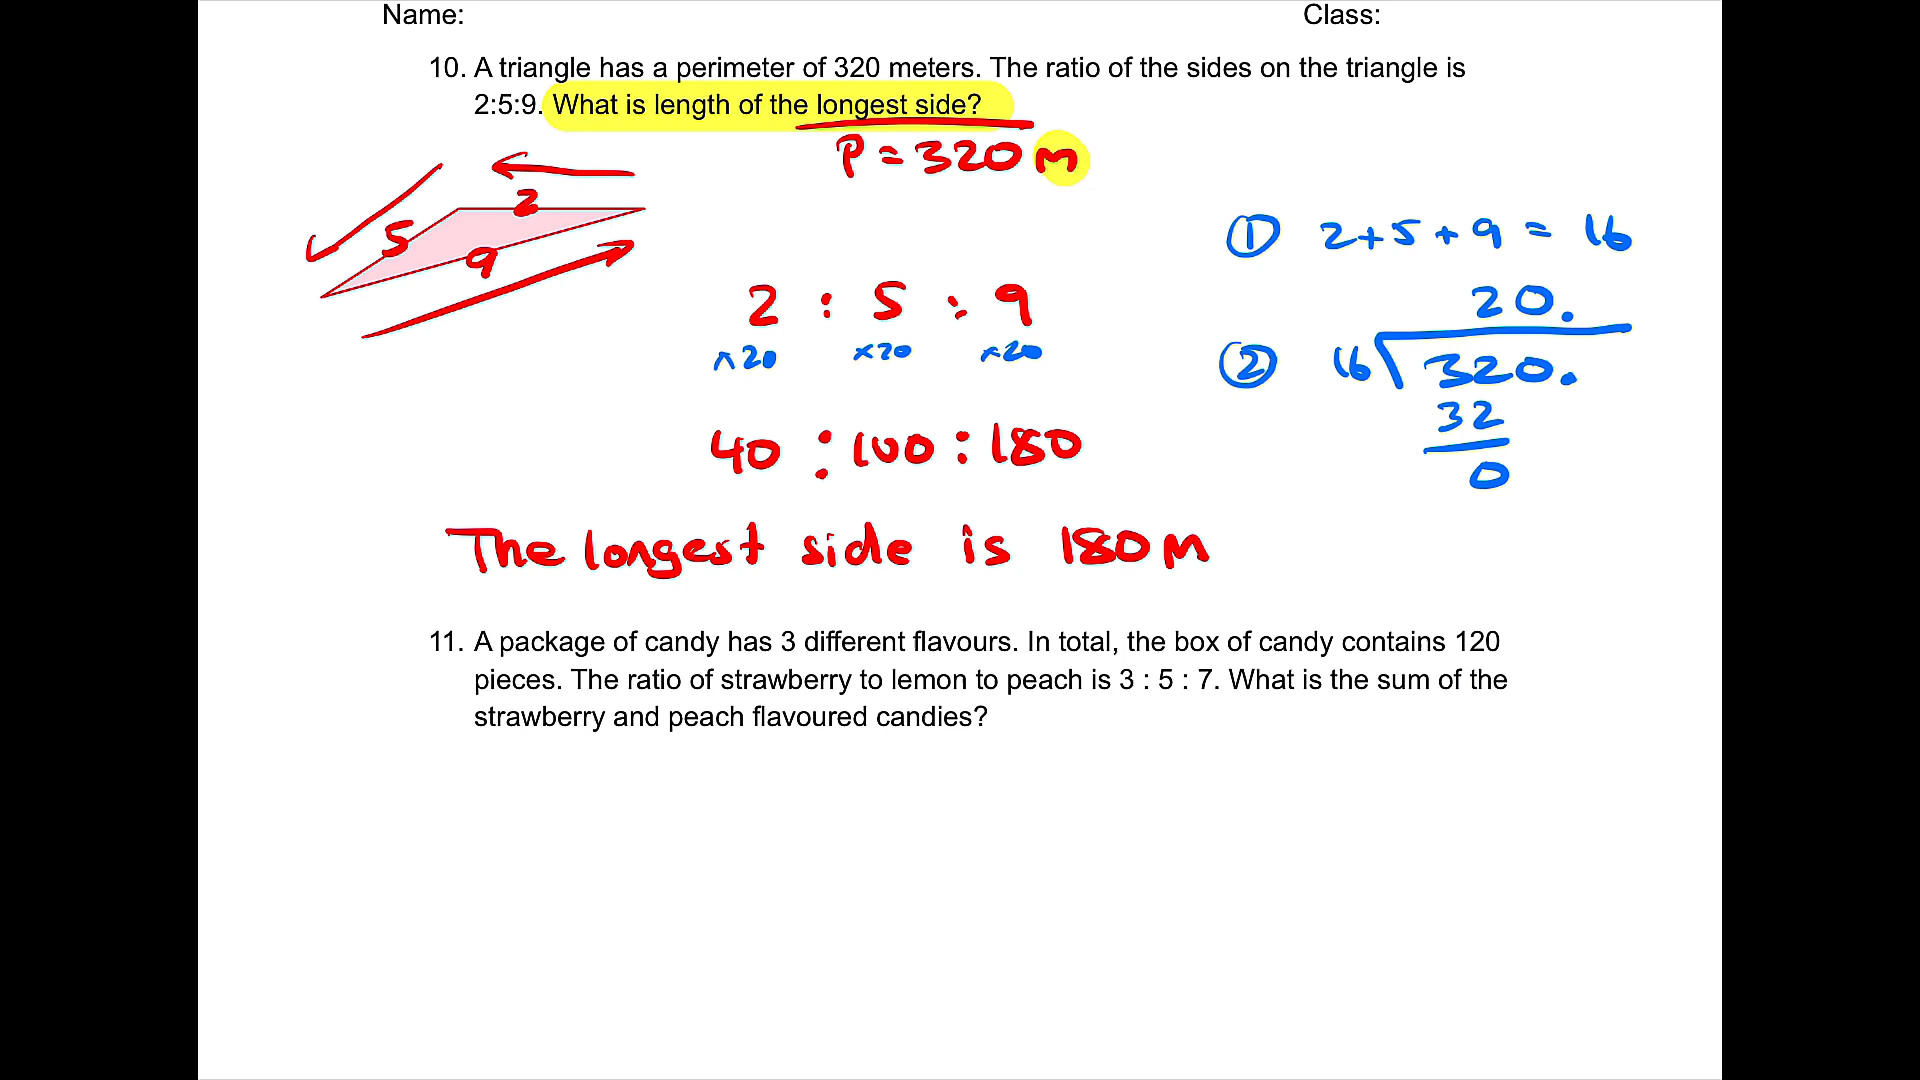 Name: Class:
10. A triangle has a perimeter of 320 meters. The ratio of the sides on the triangle is
2:5:9. What is length of the longest side?
P = 320 m
2
5
9
① 2+5+9 = 16
2 : 5 : 9
×20 ×20 ×20
20.
② 16 320.
32
0
40 : 100 : 180
The longest side is 180 m
11. A package of candy has 3 different flavours. In total, the box of candy contains 120
pieces. The ratio of strawberry to lemon to peach is 3 : 5 : 7. What is the sum of the
strawberry and peach flavoured candies?